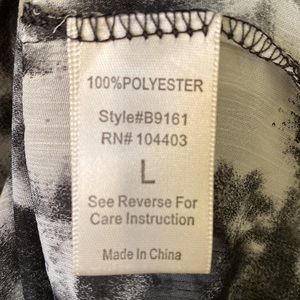 100%POLYESTER
Style#B9161
RN# 104403
L
See Reverse For
Care Instruction
Made In China